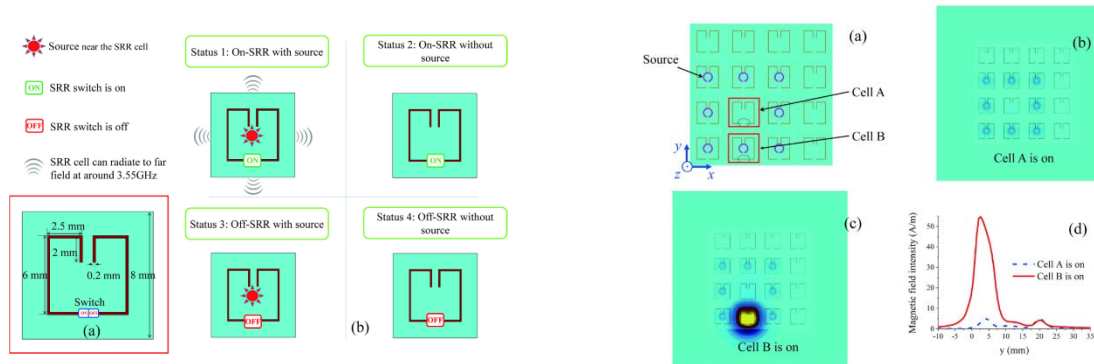 Source near the SRR cell
ON
SRR switch is on
OFF
SRR switch is off
SRR cell can radiate to far
field at around 3.55GHz
2.5 mm
2 mm
6 mm
0.2 mm
8 mm
Switch
ON OFF
(a)
Status 1: On-SRR with source
ON
Status 2: On-SRR without
source
ON
Status 3: Off-SRR with source
OFF
Status 4: Off-SRR without
source
OFF
(b)
(a)
Source
Cell A
Cell B
y
z
x
(b)
Cell A is on
(c)
Cell B is on
(d)
Magnetic field intensity (A/m)
50
40
30
20
10
0
Cell A is on
Cell B is on
-10 -5 0 5 10 15 20 25 30 35
y (mm)